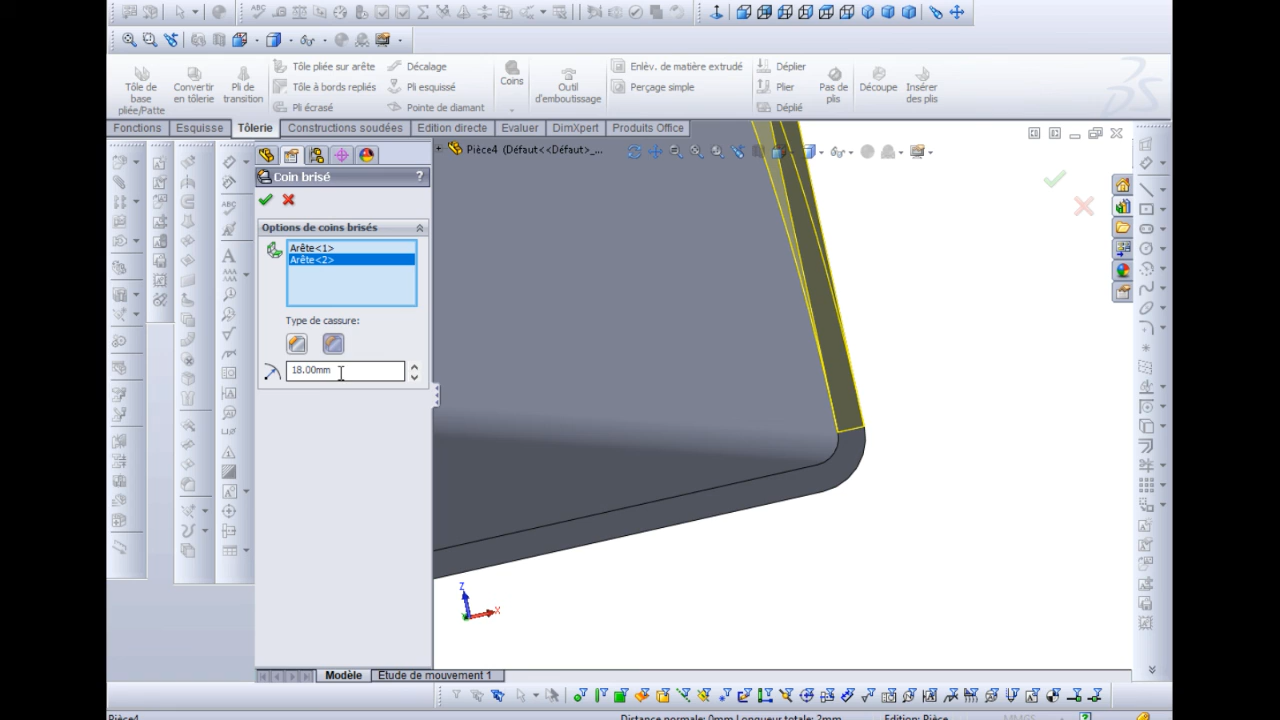 Tôle de base pliée/Patte
Convertir en tôlerie
Pli de transition
Tôle pliée sur arête
Tôle à bords repliés
Pli écrasé
Décalage
Pli esquissé
Pointe de diamant
Coins
Outil d'emboutissage
Enlèv. de matière extrudé
Perçage simple
Déplier
Plier
Déplié
Pas de plis
Découpe
Insérer des plis
Fonctions Esquisse Tôlerie Constructions soudées Edition directe Evaluer DimXpert Produits Office
Pièce4 (Défaut<<Défaut>_...
Coin brisé ?
Options de coins brisés
Arête<1>
Arête<2>
Type de cassure:
18.00mm
Z
X
Modèle Etude de mouvement 1
Pièce4 Distance normale: 0mm Longueur totale: 2mm Edition: Pièce MMGS